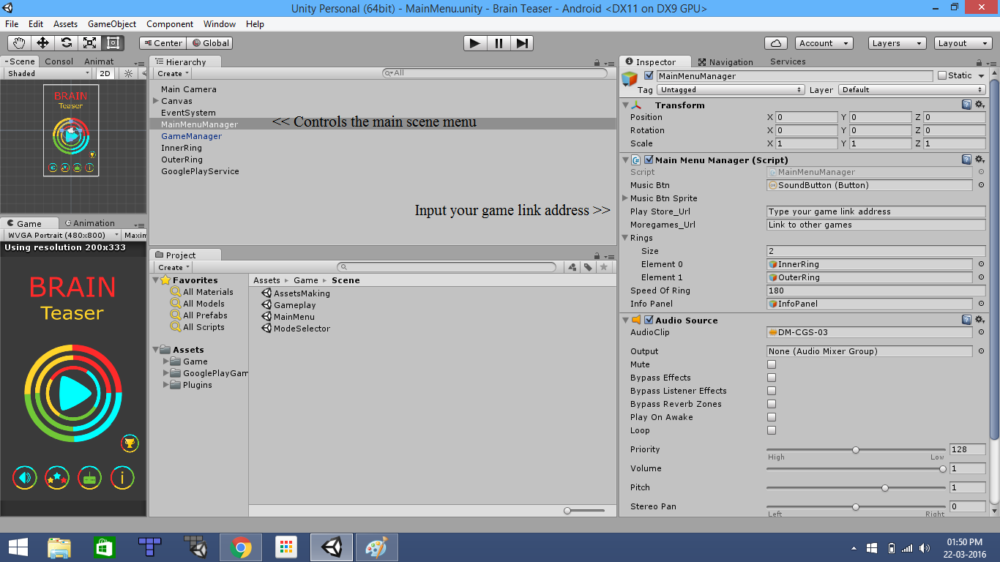 Unity Personal (64bit) - MainMenu.unity - Brain Teaser - Android <DX11 on DX9 GPU>
File Edit Assets GameObject Component Window Help
Center Global Account Layers Layout
Scene Consol Animat
Shaded 2D
BRAIN
Teaser
Game Animation
WVGA Portrait (480x800) Maxin
Using resolution 200x333
BRAIN
Teaser
i
Hierarchy
Create All
Main Camera
Canvas
EventSystem
MainMenuManager << Controls the main scene menu
GameManager
InnerRing
OuterRing
GooglePlayService
Input your game link address >>
Project
Create
Favorites
All Materials
All Models
All Prefabs
All Scripts
Assets
Game
GooglePlayGam
Plugins
Assets Game Scene
AssetsMaking
Gameplay
MainMenu
ModeSelector
Inspector Navigation Services
MainMenuManager Static
Tag Untagged Layer Default
Transform
Position X 0 Y 0 Z 0
Rotation X 0 Y 0 Z 0
Scale X 1 Y 1 Z 1
Main Menu Manager (Script)
Script MainMenuManager
Music Btn SoundButton (Button)
Music Btn Sprite
Play Store_Url Type your game link address
Moregames_Url Link to other games
Rings
Size 2
Element 0 InnerRing
Element 1 OuterRing
Speed Of Ring 180
Info Panel InfoPanel
Audio Source
AudioClip DM-CGS-03
Output None (Audio Mixer Group)
Mute
Bypass Effects
Bypass Listener Effects
Bypass Reverb Zones
Play On Awake
Loop
Priority 128
High Low
Volume 1
Pitch 1
Stereo Pan 0
Left Right
01:50 PM
22-03-2016